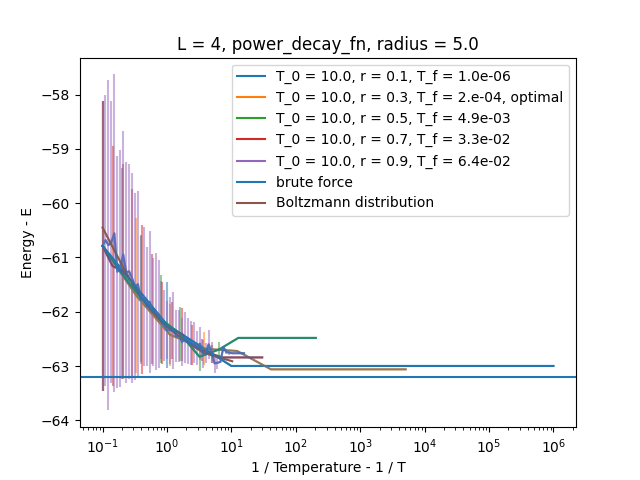 L = 4, power_decay_fn, radius = 5.0
T_0 = 10.0, r = 0.1, T_f = 1.0e-06
T_0 = 10.0, r = 0.3, T_f = 2.e-04, optimal
T_0 = 10.0, r = 0.5, T_f = 4.9e-03
T_0 = 10.0, r = 0.7, T_f = 3.3e-02
T_0 = 10.0, r = 0.9, T_f = 6.4e-02
brute force
Boltzmann distribution
Energy - E
−58
−59
−60
−61
−62
−63
−64
10⁻¹ 10⁰ 10¹ 10² 10³ 10⁴ 10⁵ 10⁶
1 / Temperature - 1 / T